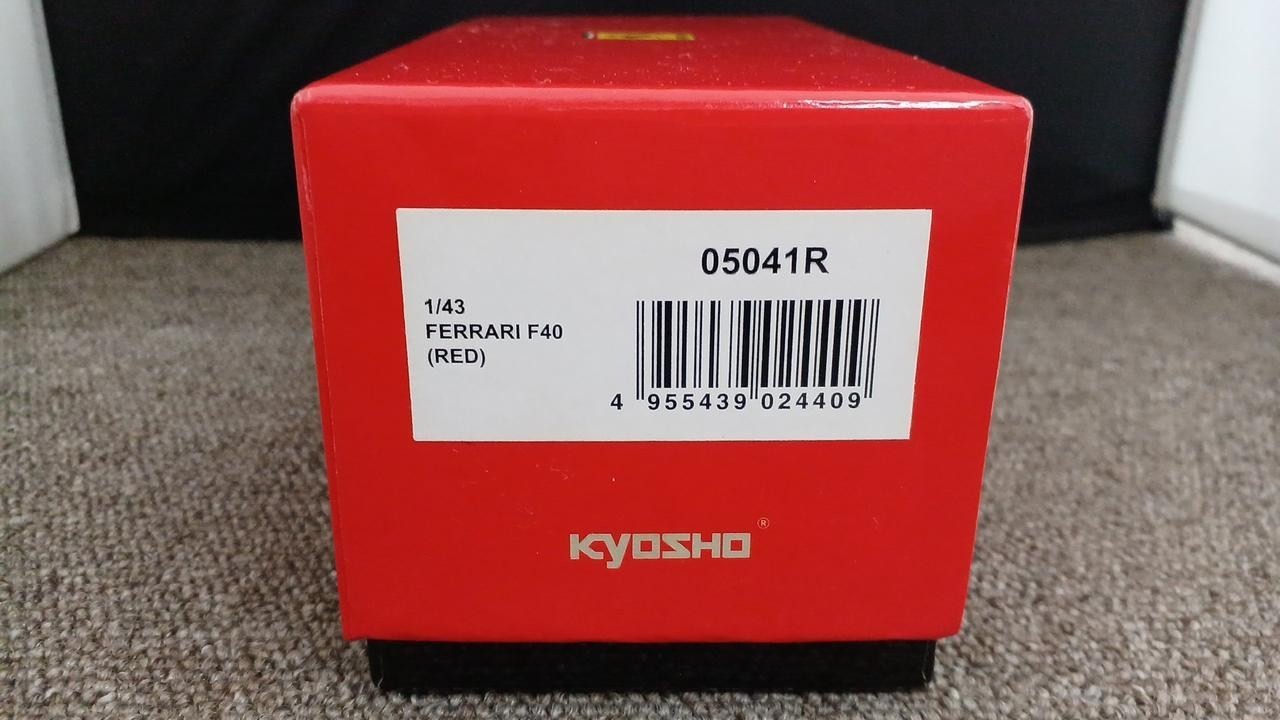 05041R
1/43
FERRARI F40
(RED)
4 955439 024409
KYOSHO ®